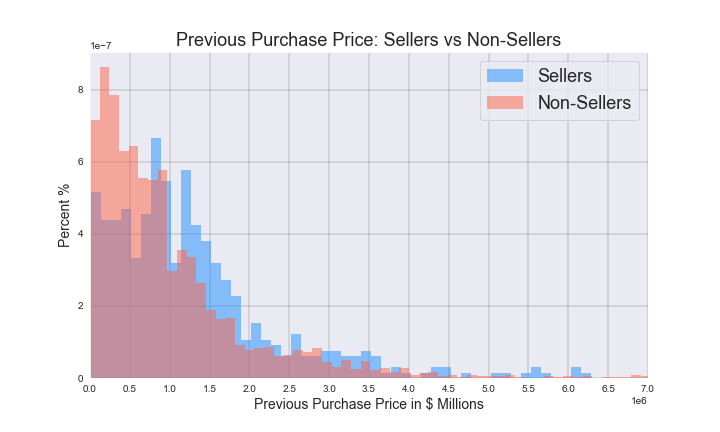 Previous Purchase Price: Sellers vs Non-Sellers
1e−7
Sellers
Non-Sellers
8
6
4
2
0
Percent %
0.0 0.5 1.0 1.5 2.0 2.5 3.0 3.5 4.0 4.5 5.0 5.5 6.0 6.5 7.0
1e6
Previous Purchase Price in $ Millions